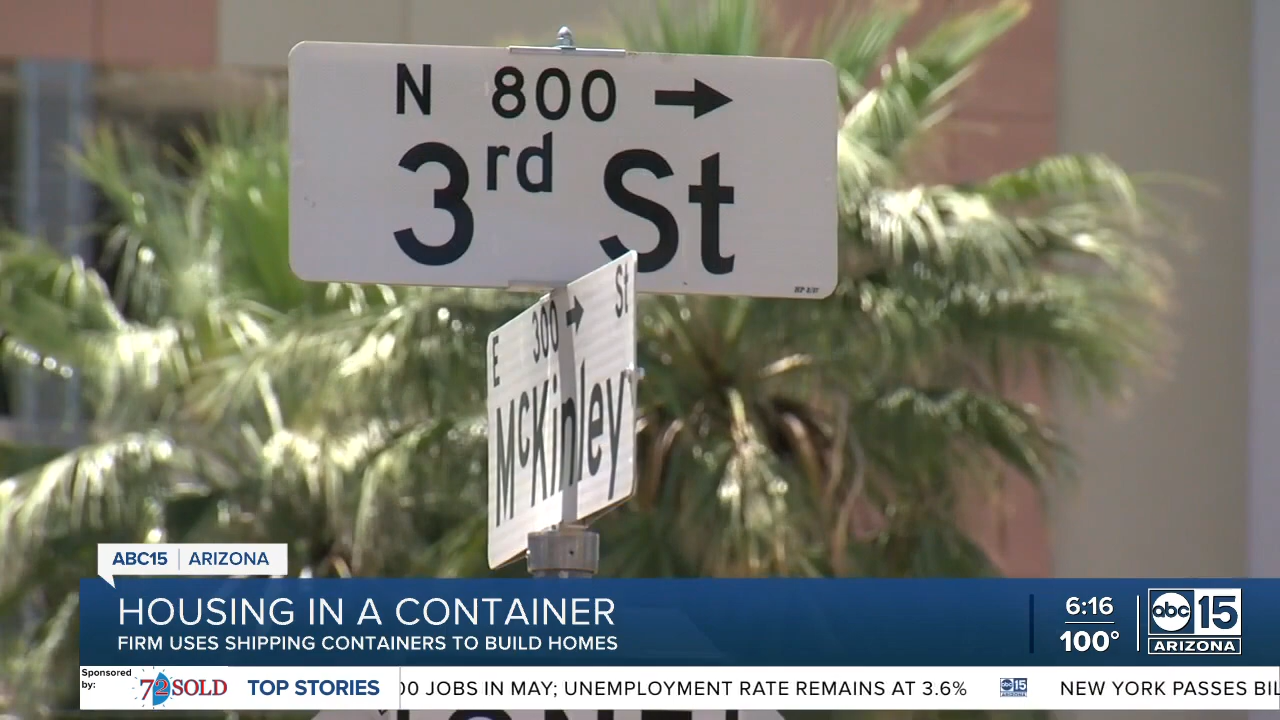 N 800 →
3rd St
E 300 → St
McKinley
ABC15 | ARIZONA
HOUSING IN A CONTAINER
FIRM USES SHIPPING CONTAINERS TO BUILD HOMES
6:16
100°
abc 15
ARIZONA
Sponsored by:
72SOLD
TOP STORIES
00 JOBS IN MAY; UNEMPLOYMENT RATE REMAINS AT 3.6%
abc 15
NEW YORK PASSES